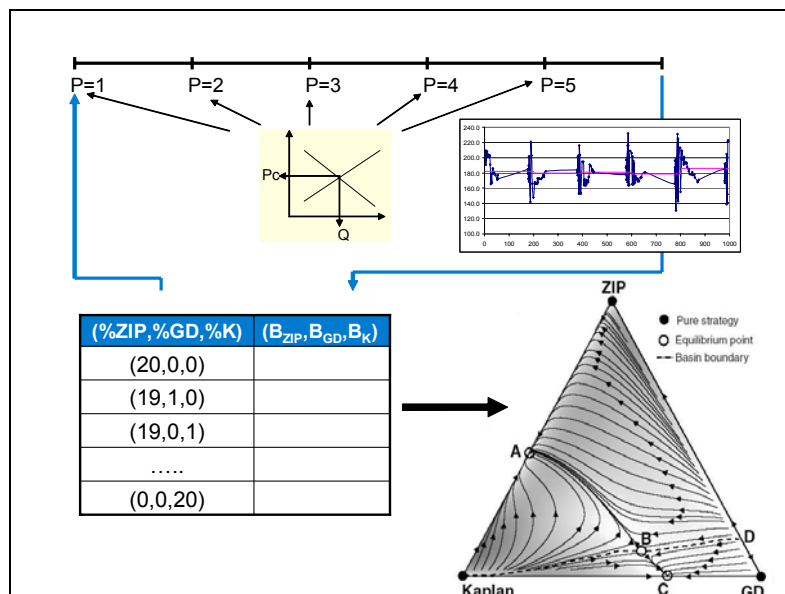 P=1 P=2 P=3 P=4 P=5
Pc
Q
240.0
220.0
200.0
180.0
160.0
140.0
120.0
100.0
0 100 200 300 400 500 600 700 800 900 1000
(%ZIP,%GD,%K) (BZIP,BGD,BK)
(20,0,0)
(19,1,0)
(19,0,1)
…..
(0,0,20)
ZIP
Pure strategy
Equilibrium point
Basin boundary
A
B
D
C
Kaplan
GD